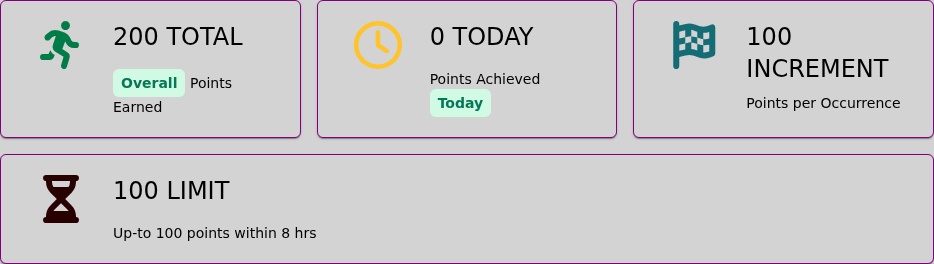 200 TOTAL
Overall Points
Earned
0 TODAY
Points Achieved
Today
100
INCREMENT
Points per Occurrence
100 LIMIT
Up-to 100 points within 8 hrs